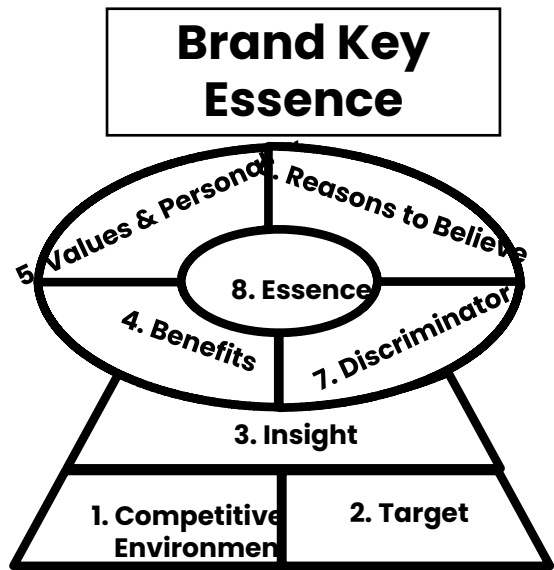 Brand Key
Essence
5. Values & Personal
. Reasons to Believe
8. Essence
4. Benefits
7. Discriminator
3. Insight
1. Competitive
Environmen
2. Target